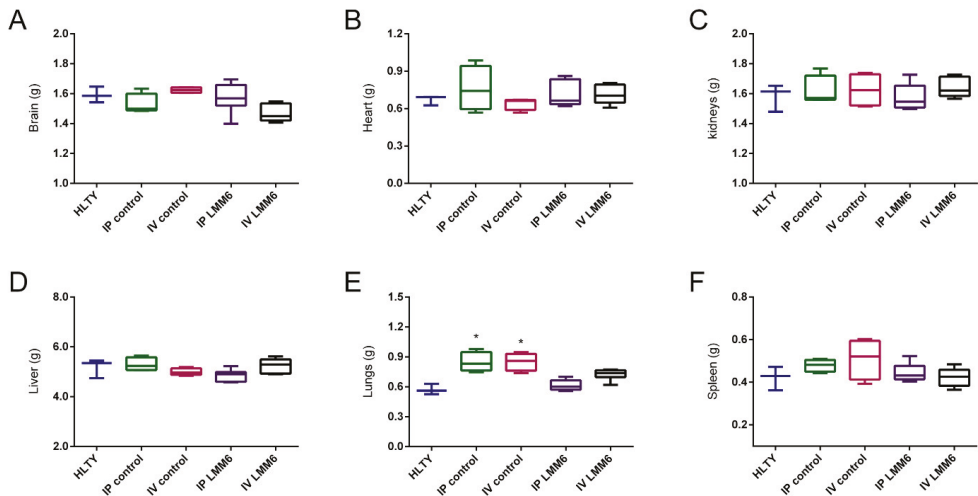 A
Brain (g)
2.0
1.8
1.6
1.4
1.2
1.0
HLTY
IP control
IV control
IP LMM6
IV LMM6
B
Heart (g)
1.2
0.9
0.6
0.3
0.0
HLTY
IP control
IV control
IP LMM6
IV LMM6
C
kidneys (g)
2.0
1.8
1.6
1.4
1.2
1.0
HLTY
IP control
IV control
IP LMM6
IV LMM6
D
Liver (g)
8.0
6.0
4.0
2.0
HLTY
IP control
IV control
IP LMM6
IV LMM6
E
Lungs (g)
1.5
1.2
0.9
0.6
0.3
0.0
*
*
HLTY
IP control
IV control
IP LMM6
IV LMM6
F
Spleen (g)
0.8
0.6
0.4
0.2
HLTY
IP control
IV control
IP LMM6
IV LMM6